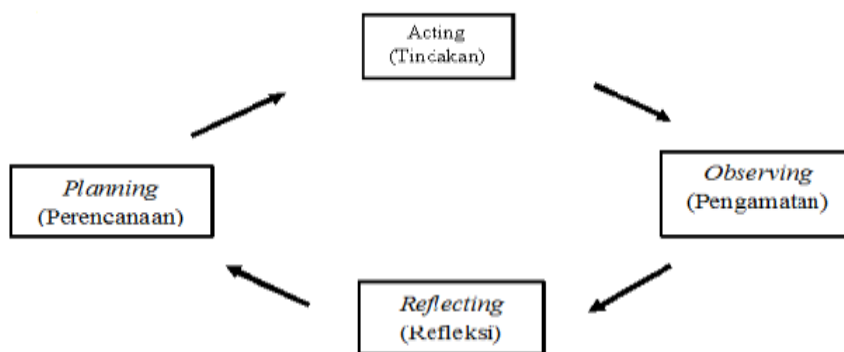 Acting
(Tincakan)
Planning
(Perencanaan)
Observing
(Pengamatan)
Reflecting
(Refleksi)